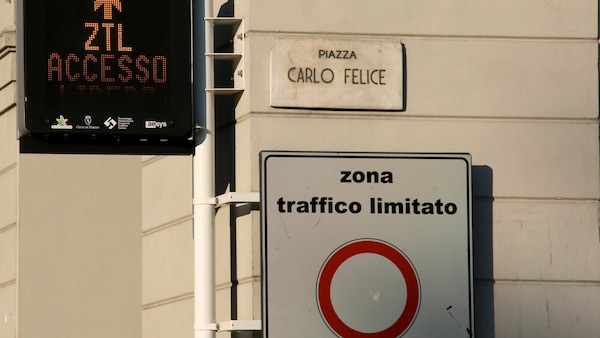 ZTL
ACCESSO
PIAZZA
CARLO FELICE
zona
traffico limitato